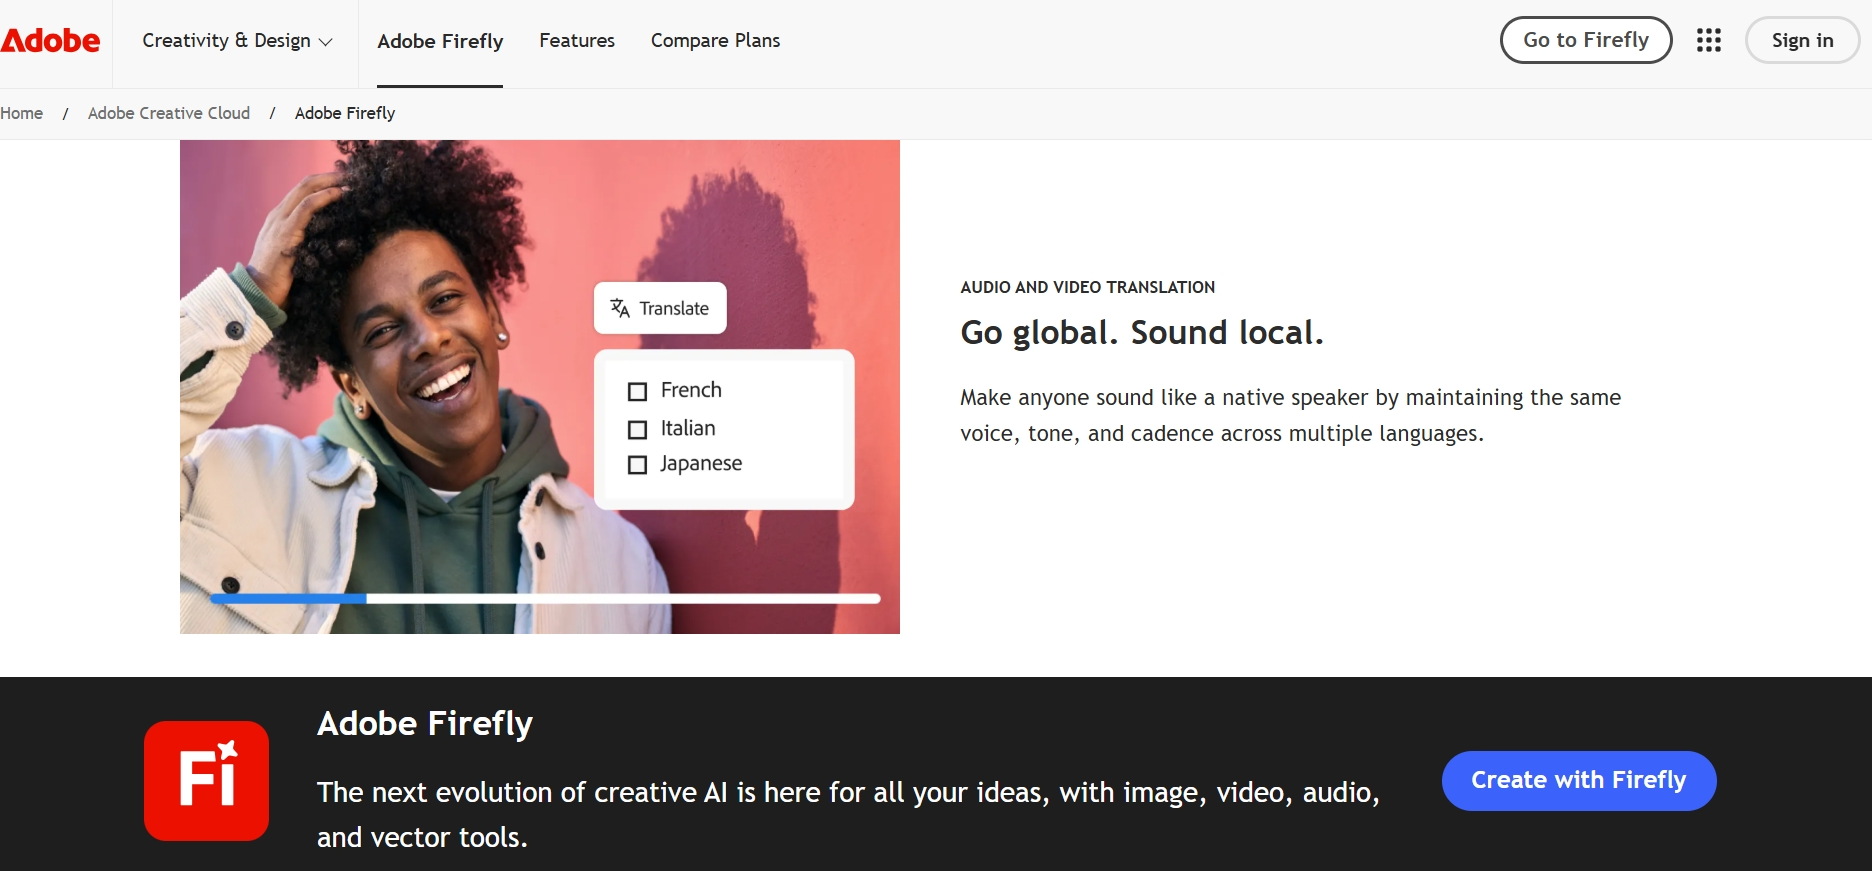 Adobe
Creativity & Design
Adobe Firefly
Features
Compare Plans
Go to Firefly
Sign in
Home / Adobe Creative Cloud / Adobe Firefly
Translate
French
Italian
Japanese
AUDIO AND VIDEO TRANSLATION
Go global. Sound local.
Make anyone sound like a native speaker by maintaining the same
voice, tone, and cadence across multiple languages.
Fi
Adobe Firefly
The next evolution of creative AI is here for all your ideas, with image, video, audio,
and vector tools.
Create with Firefly